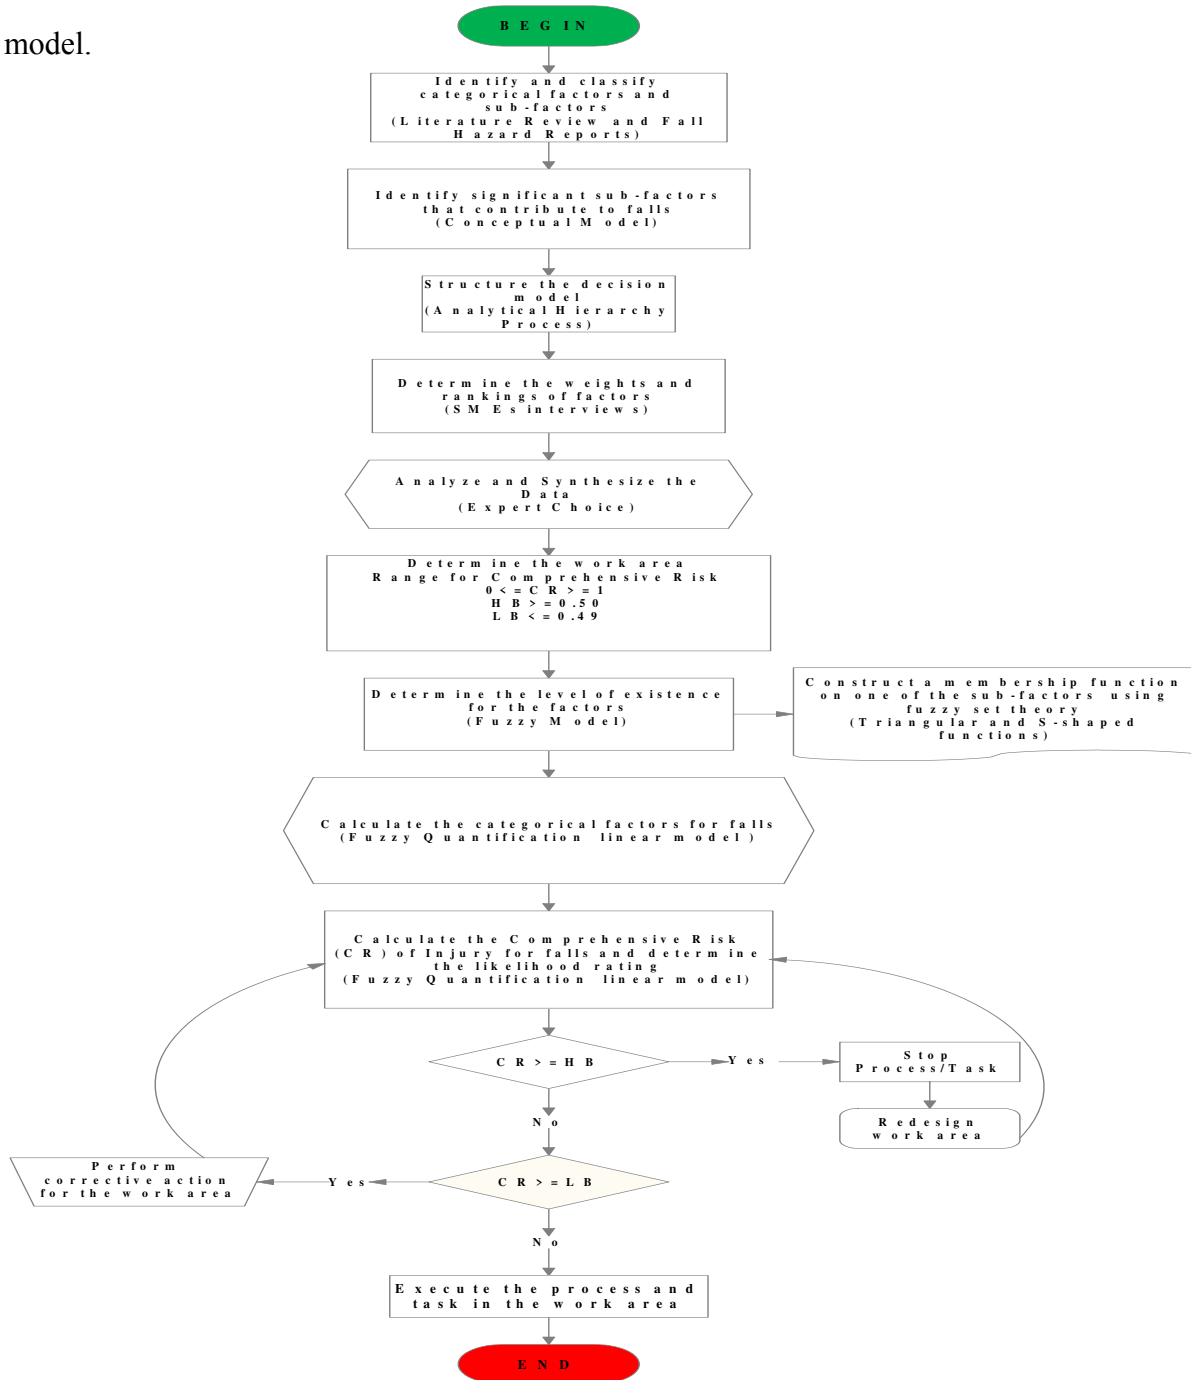 model.
BEGIN
Identify and classify
categorical factors and
sub-factors
(Literature Review and Fall
Hazard Reports)
Identify significant sub-factors
that contribute to falls
(Conceptual Model)
Structure the decision
model
(Analytical Hierarchy
Process)
Determine the weights and
rankings of factors
(SMEs interviews)
Analyze and Synthesize the
Data
(Expert Choice)
Determine the work area
Range for Comprehensive Risk
0<=CR>=1
HB>=0.50
LB<=0.49
Determine the level of existence
for the factors
(Fuzzy Model)
Construct a membership function
on one of the sub-factors using
fuzzy set theory
(Triangular and S-shaped
functions)
Calculate the categorical factors for falls
(Fuzzy Quantification linear model)
Calculate the Comprehensive Risk
(CR) of Injury for falls and determine
the likelihood rating
(Fuzzy Quantification linear model)
CR>=HB
Yes
Stop
Process/Task
Redesign
work area
No
CR>=LB
Yes
Perform
corrective action
for the work area
No
Execute the process and
task in the work area
END